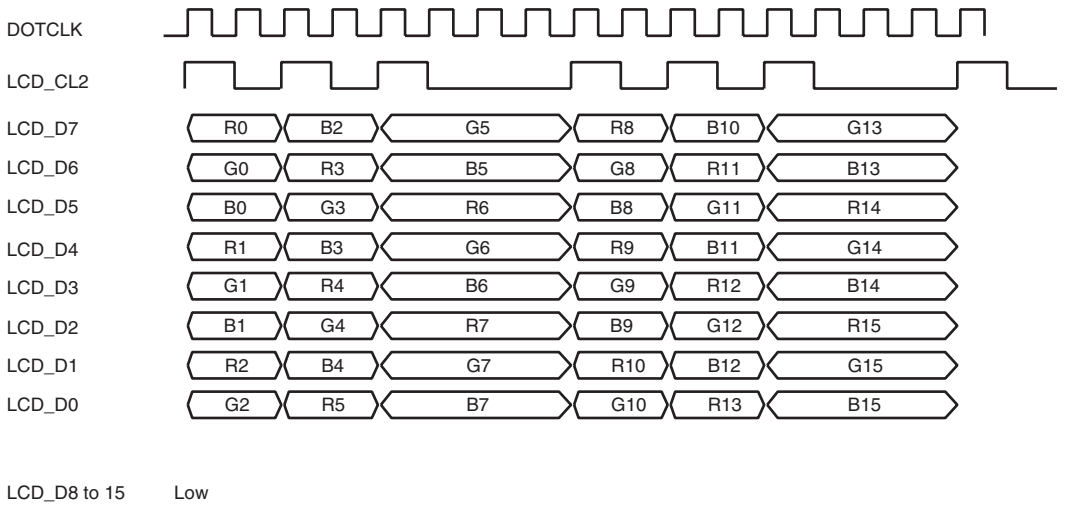 DOTCLK
LCD_CL2
LCD_D7 R0 B2 G5 R8 B10 G13
LCD_D6 G0 R3 B5 G8 R11 B13
LCD_D5 B0 G3 R6 B8 G11 R14
LCD_D4 R1 B3 G6 R9 B11 G14
LCD_D3 G1 R4 B6 G9 R12 B14
LCD_D2 B1 G4 R7 B9 G12 R15
LCD_D1 R2 B4 G7 R10 B12 G15
LCD_D0 G2 R5 B7 G10 R13 B15
LCD_D8 to 15 Low